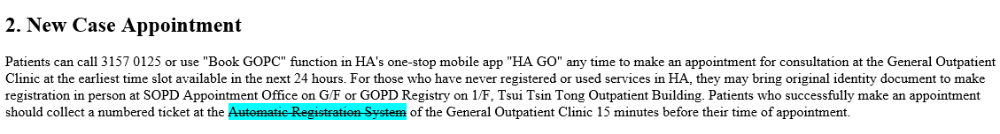 2. New Case Appointment
Patients can call 3157 0125 or use "Book GOPC" function in HA's one-stop mobile app "HA GO" any time to make an appointment for consultation at the General Outpatient
Clinic at the earliest time slot available in the next 24 hours. For those who have never registered or used services in HA, they may bring original identity document to make
registration in person at SOPD Appointment Office on G/F or GOPD Registry on 1/F, Tsui Tsin Tong Outpatient Building. Patients who successfully make an appointment
should collect a numbered ticket at the Automatic Registration System of the General Outpatient Clinic 15 minutes before their time of appointment.